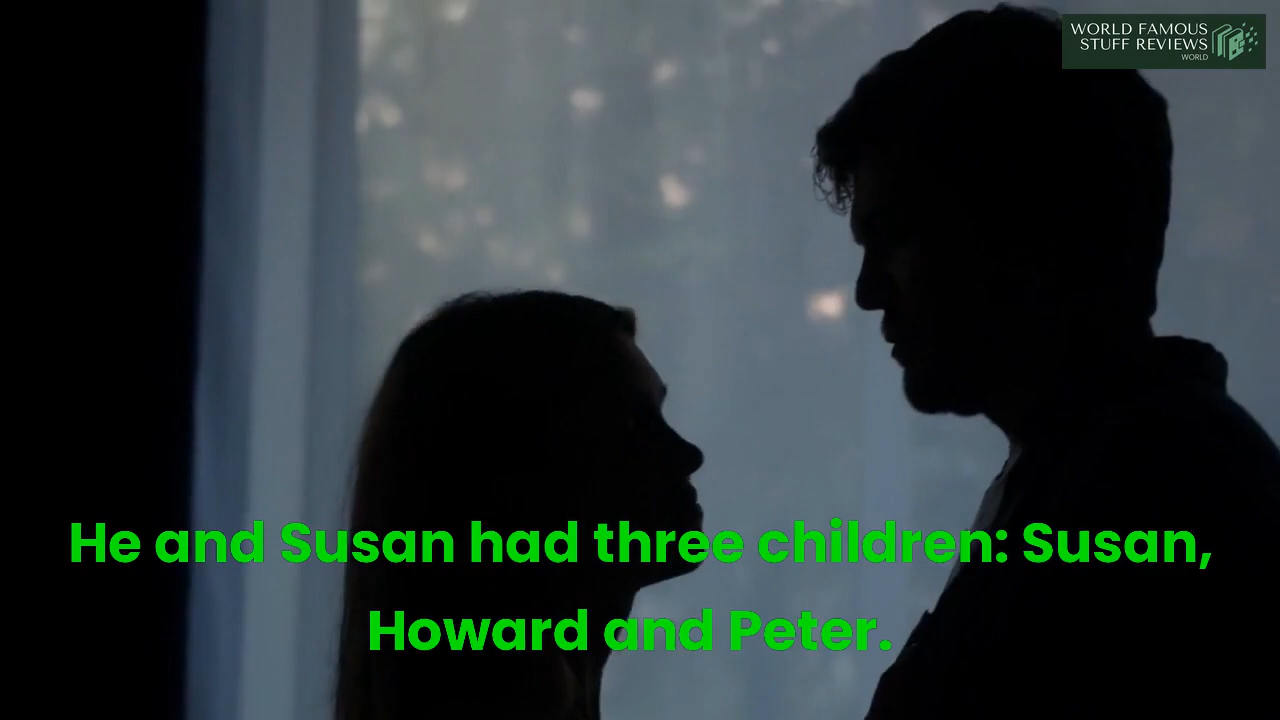 WORLD FAMOUS
STUFF REVIEWS
WORLD
He and Susan had three children: Susan,
Howard and Peter.